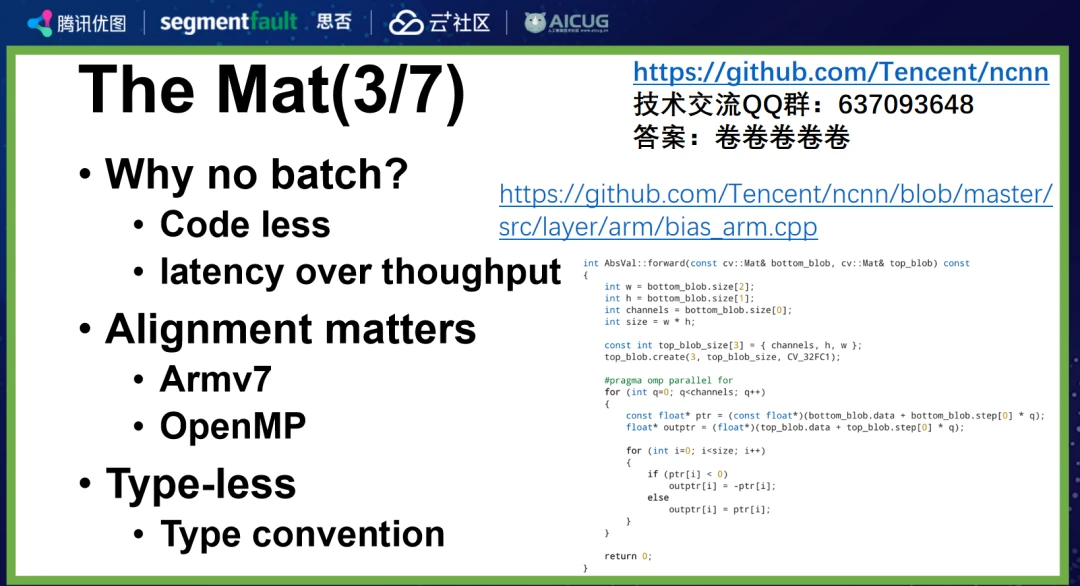 腾讯优图
segmentfault 思否
云+社区
AICUG
The Mat(3/7)
https://github.com/Tencent/ncnn
技术交流QQ群：637093648
答案：卷卷卷卷卷
• Why no batch?
• Code less
• latency over thoughput
• Alignment matters
• Armv7
• OpenMP
• Type-less
• Type convention
https://github.com/Tencent/ncnn/blob/master/
src/layer/arm/bias_arm.cpp
int AbsVal::forward(const cv::Mat& bottom_blob, cv::Mat& top_blob) const
{
int w = bottom_blob.size[2];
int h = bottom_blob.size[1];
int channels = bottom_blob.size[0];
int size = w * h;
const int top_blob_size[3] = { channels, h, w };
top_blob.create(3, top_blob_size, CV_32FC1);
#pragma omp parallel for
for (int q=0; q<channels; q++)
{
const float* ptr = (const float*)(bottom_blob.data + bottom_blob.step[0] * q);
float* outptr = (float*)(top_blob.data + top_blob.step[0] * q);
for (int i=0; i<size; i++)
{
if (ptr[i] < 0)
outptr[i] = -ptr[i];
else
outptr[i] = ptr[i];
}
}
return 0;
}